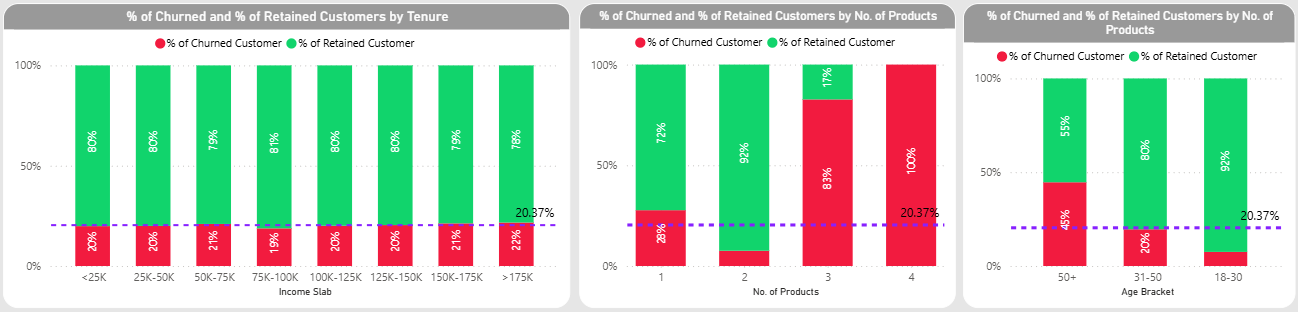 % of Churned and % of Retained Customers by Tenure
% of Churned Customer % of Retained Customer
100%
50%
0%
80% 80% 79% 81% 80% 80% 79% 78%
20.37%
20% 20% 21% 19% 20% 20% 21% 22%
<25K 25K-50K 50K-75K 75K-100K 100K-125K 125K-150K 150K-175K >175K
Income Slab
% of Churned and % of Retained Customers by No. of Products
% of Churned Customer % of Retained Customer
100%
50%
0%
72% 92% 17% 100%
28% 83%
20.37%
1 2 3 4
No. of Products
% of Churned and % of Retained Customers by No. of
Products
% of Churned Customer % of Retained Customer
100%
50%
0%
55% 80% 92%
20.37%
45% 20%
50+ 31-50 18-30
Age Bracket